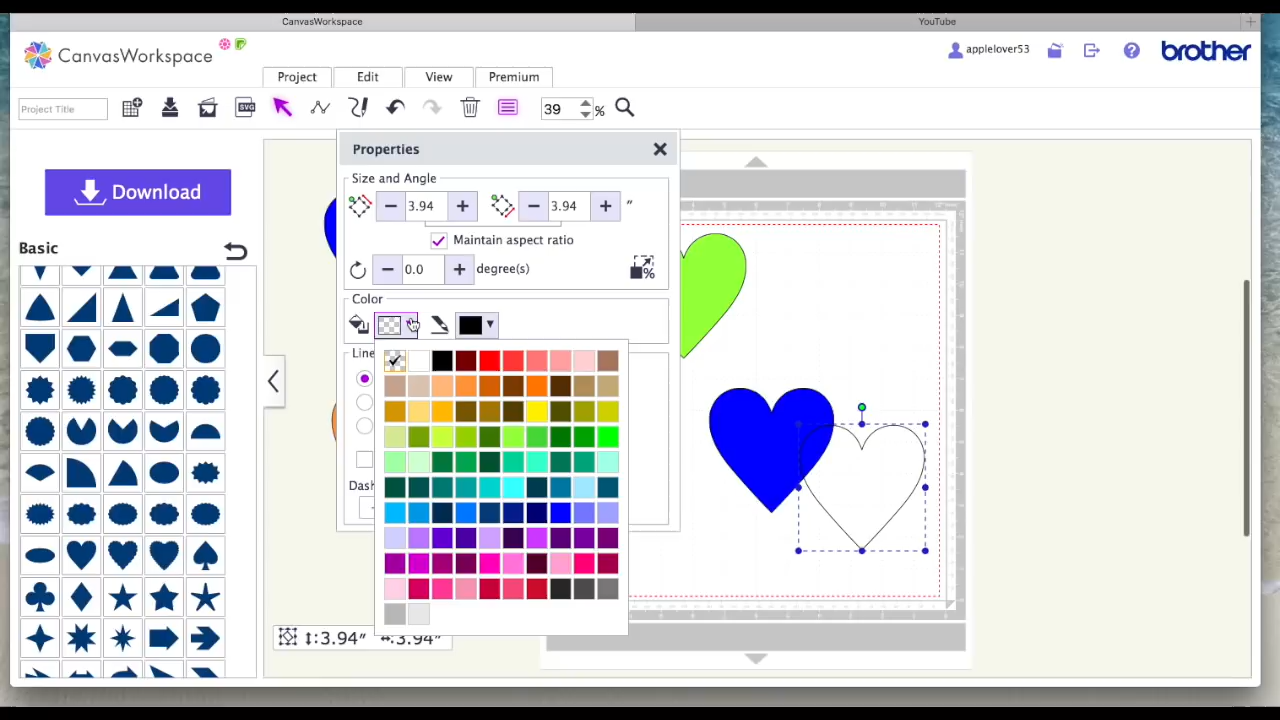 CanvasWorkspace
YouTube
CanvasWorkspace
applelover53
brother
Project
Edit
View
Premium
Project Title
SVG
39
%
Properties
Download
Size and Angle
3.94
3.94
"
Maintain aspect ratio
Basic
0.0
degree(s)
%
Color
Line
Dash
3.94"
3.94"